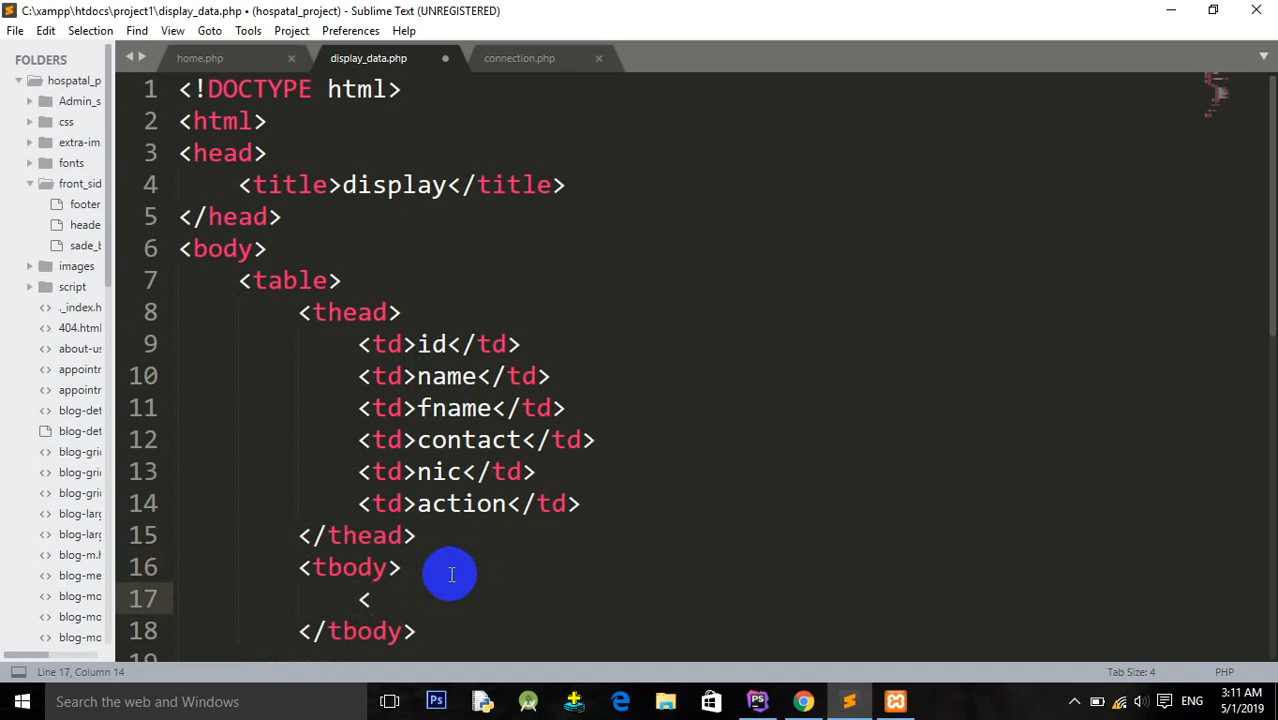 C:\xampp\htdocs\project1\display_data.php • (hospatal_project) - Sublime Text (UNREGISTERED)
File Edit Selection Find View Goto Tools Project Preferences Help
FOLDERS
home.php display_data.php connection.php
hospatal_p
Admin_s
css
extra-im
fonts
front_sid
footer
heade
sade_b
images
script
._index.h
404.html
about-us
appointr
appointr
blog-det
blog-det
blog-gric
blog-gric
blog-gric
blog-larg
blog-larg
blog-m.h
blog-me
blog-mo
blog-mo
blog-mo
1 <!DOCTYPE html>
2 <html>
3 <head>
4 <title>display</title>
5 </head>
6 <body>
7 <table>
8 <thead>
9 <td>id</td>
10 <td>name</td>
11 <td>fname</td>
12 <td>contact</td>
13 <td>nic</td>
14 <td>action</td>
15 </thead>
16 <tbody>
17 <
18 </tbody>
Line 17, Column 14 Tab Size: 4 PHP
Search the web and Windows
ENG
3:11 AM
5/1/2019